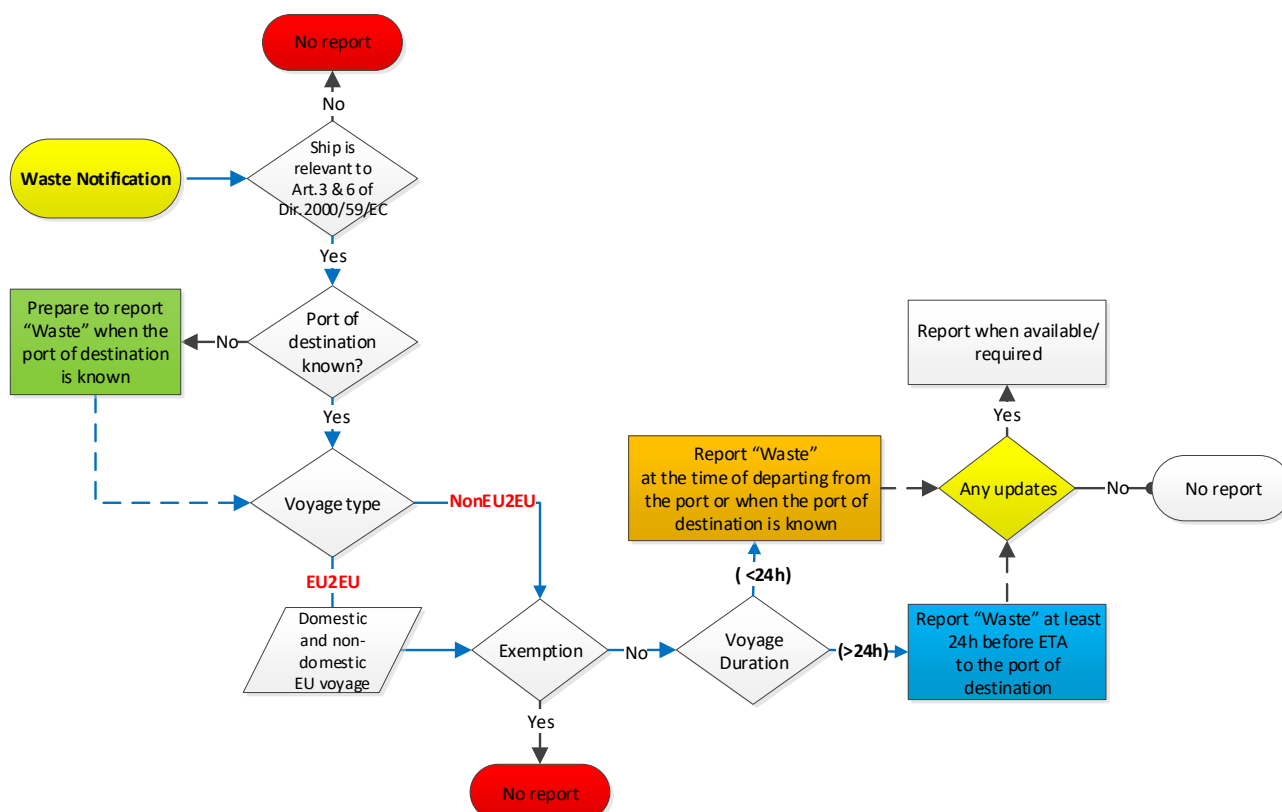 No report
No
Waste Notification
Ship is
relevant to
Art.3 & 6 of
Dir.2000/59/EC
Yes
Prepare to report
“Waste” when the
port of destination
is known
No
Port of
destination
known?
Yes
Voyage type
NonEU2EU
EU2EU
Domestic
and non-
domestic
EU voyage
Exemption
Yes
No report
No
Voyage
Duration
( <24h)
Report “Waste”
at the time of departing from
the port or when the port of
destination is known
(>24h)
Report “Waste” at least
24h before ETA
to the port of
destination
Any updates
Yes
Report when available/
required
No
No report